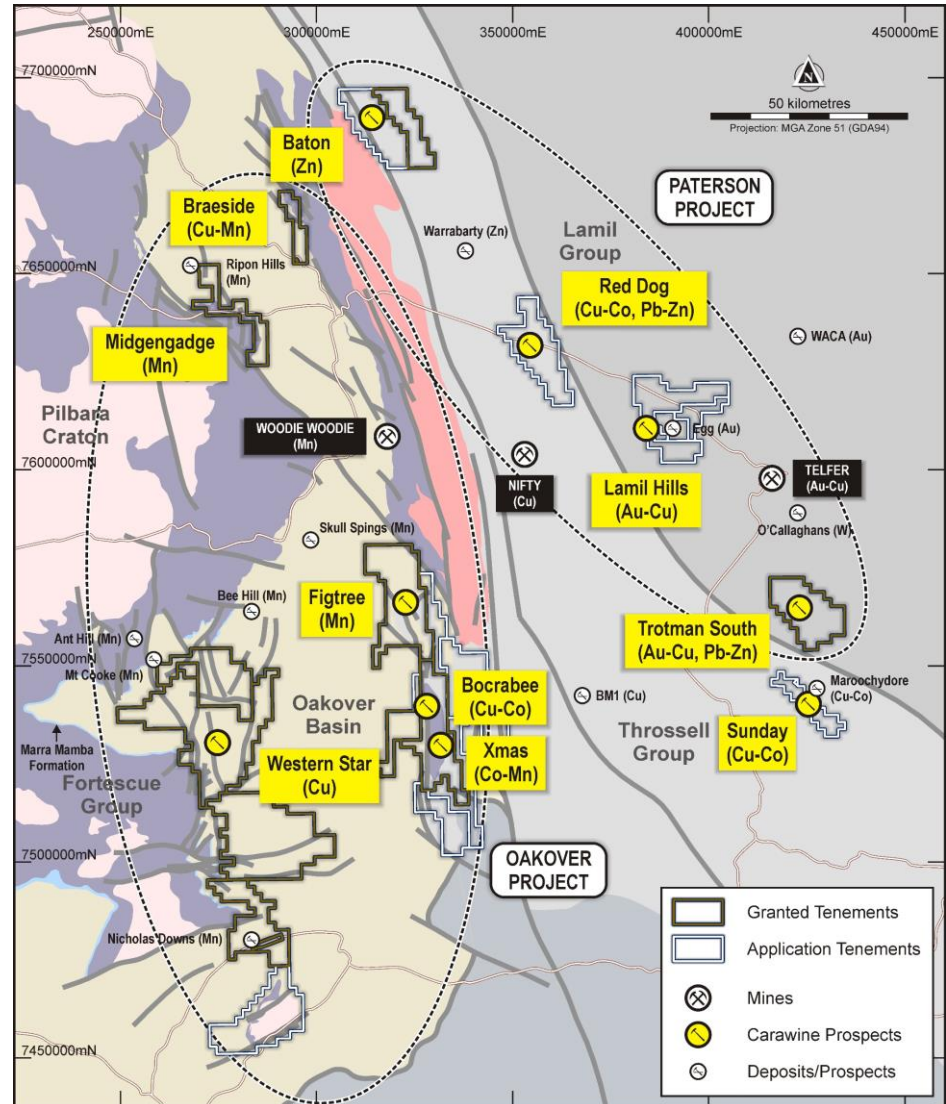 250000mE
300000mE
350000mE
400000mE
450000mE
7700000mN
N
50 kilometres
Projection: MGA Zone 51 (GDA94)
Baton
(Zn)
PATERSON
PROJECT
Braeside
(Cu-Mn)
Warrabarty (Zn)
Lamil
Group
7650000mN
Ripon Hills
(Mn)
Red Dog
(Cu-Co, Pb-Zn)
Midgengadge
(Mn)
WACA (Au)
Pilbara
Craton
WOODIE WOODIE
(Mn)
Egg (Au)
7600000mN
NIFTY
(Cu)
Lamil Hills
(Au-Cu)
TELFER
(Au-Cu)
O'Callaghans (W)
Skull Spings (Mn)
Figtree
(Mn)
Bee Hill (Mn)
Trotman South
(Au-Cu, Pb-Zn)
Ant Hill (Mn)
Mt Cooke (Mn)
7550000mN
Oakover
Basin
Bocrabee
(Cu-Co)
BM1 (Cu)
Maroochydore
(Cu-Co)
Throssell
Group
Sunday
(Cu-Co)
Marra Mamba
Formation
Western Star
(Cu)
Xmas
(Co-Mn)
Fortescue
Group
7500000mN
OAKOVER
PROJECT
Nicholas Downs (Mn)
7450000mN
Granted Tenements
Application Tenements
Mines
Carawine Prospects
Deposits/Prospects